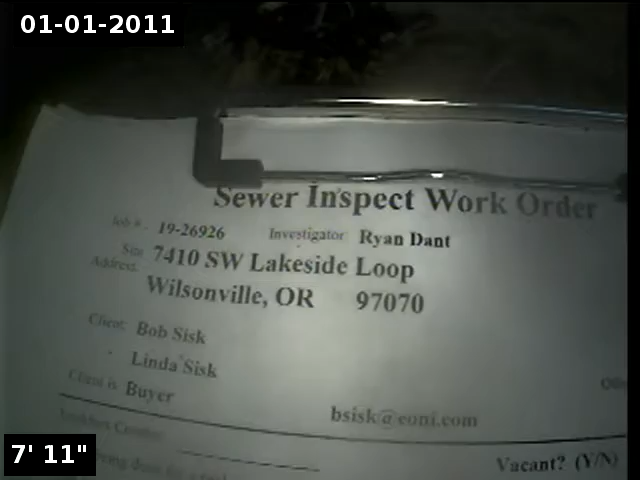 01-01-2011
Sewer Inspect Work Order
Job #: 19-26926 Investigator Ryan Dant
Site Address: 7410 SW Lakeside Loop
Wilsonville, OR 97070
Client: Bob Sisk
Linda Sisk
Client is Buyer
bsisk@eoni.com
Vacant? (Y/N)
7' 11"